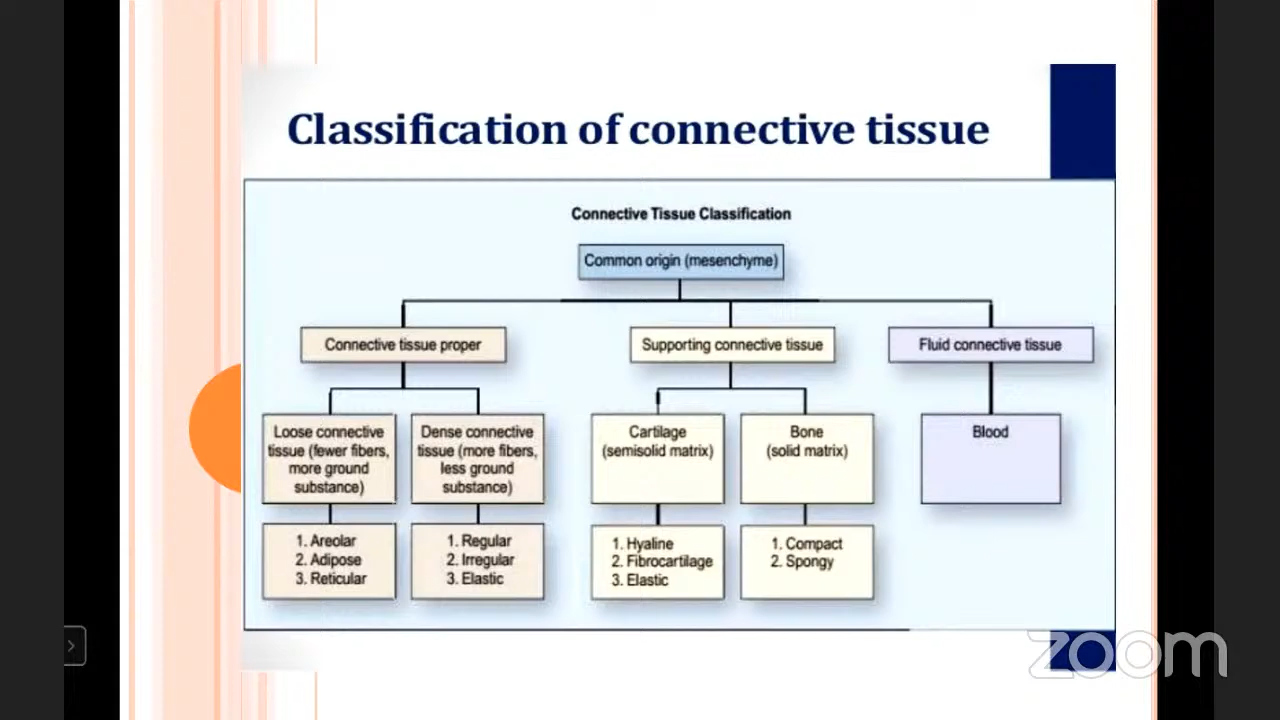 Classification of connective tissue
Connective Tissue Classification
Common origin (mesenchyme)
Connective tissue proper
Supporting connective tissue
Fluid connective tissue
Loose connective
tissue (fewer fibers,
more ground
substance)
Dense connective
tissue (more fibers,
less ground
substance)
Cartilage
(semisolid matrix)
Bone
(solid matrix)
Blood
1. Areolar
2. Adipose
3. Reticular
1. Regular
2. Irregular
3. Elastic
1. Hyaline
2. Fibrocartilage
3. Elastic
1. Compact
2. Spongy
zoom